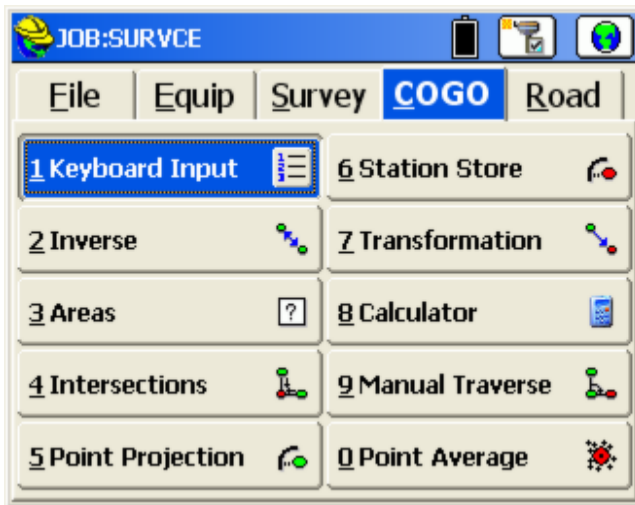 JOB:SURVCE
File Equip Survey COGO Road
1 Keyboard Input
6 Station Store
2 Inverse
7 Transformation
3 Areas
?
8 Calculator
4 Intersections
9 Manual Traverse
5 Point Projection
0 Point Average